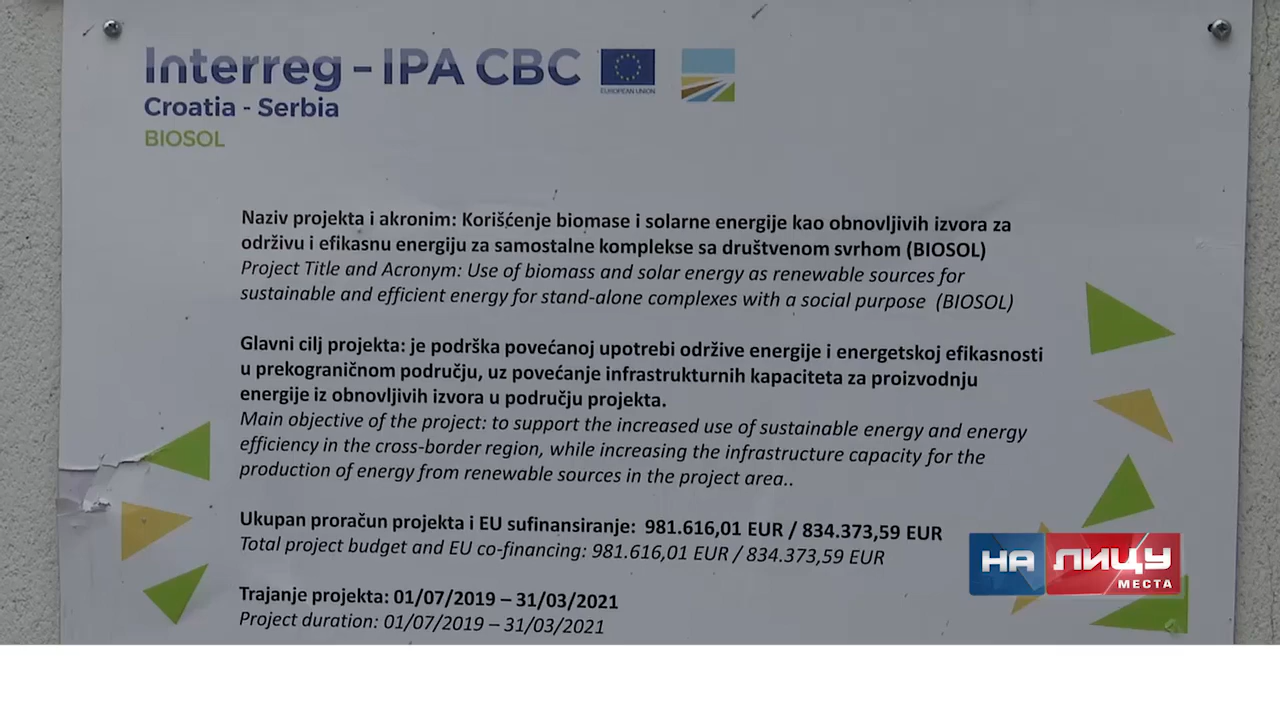 Interreg - IPA CBC
EUROPEAN UNION
Croatia - Serbia
BIOSOL
Naziv projekta i akronim: Korišćenje biomase i solarne energije kao obnovljivih izvora za
održivu i efikasnu energiju za samostalne komplekse sa društvenom svrhom (BIOSOL)
Project Title and Acronym: Use of biomass and solar energy as renewable sources for
sustainable and efficient energy for stand-alone complexes with a social purpose (BIOSOL)
Glavni cilj projekta: je podrška povećanoj upotrebi održive energije i energetskoj efikasnosti
u prekograničnom području, uz povećanje infrastrukturnih kapaciteta za proizvodnju
energije iz obnovljivih izvora u području projekta.
Main objective of the project: to support the increased use of sustainable energy and energy
efficiency in the cross-border region, while increasing the infrastructure capacity for the
production of energy from renewable sources in the project area..
Ukupan proračun projekta i EU sufinansiranje: 981.616,01 EUR / 834.373,59 EUR
Total project budget and EU co-financing: 981.616,01 EUR / 834.373,59 EUR
НА ЛИЦУ
МЕСТА
Trajanje projekta: 01/07/2019 – 31/03/2021
Project duration: 01/07/2019 – 31/03/2021